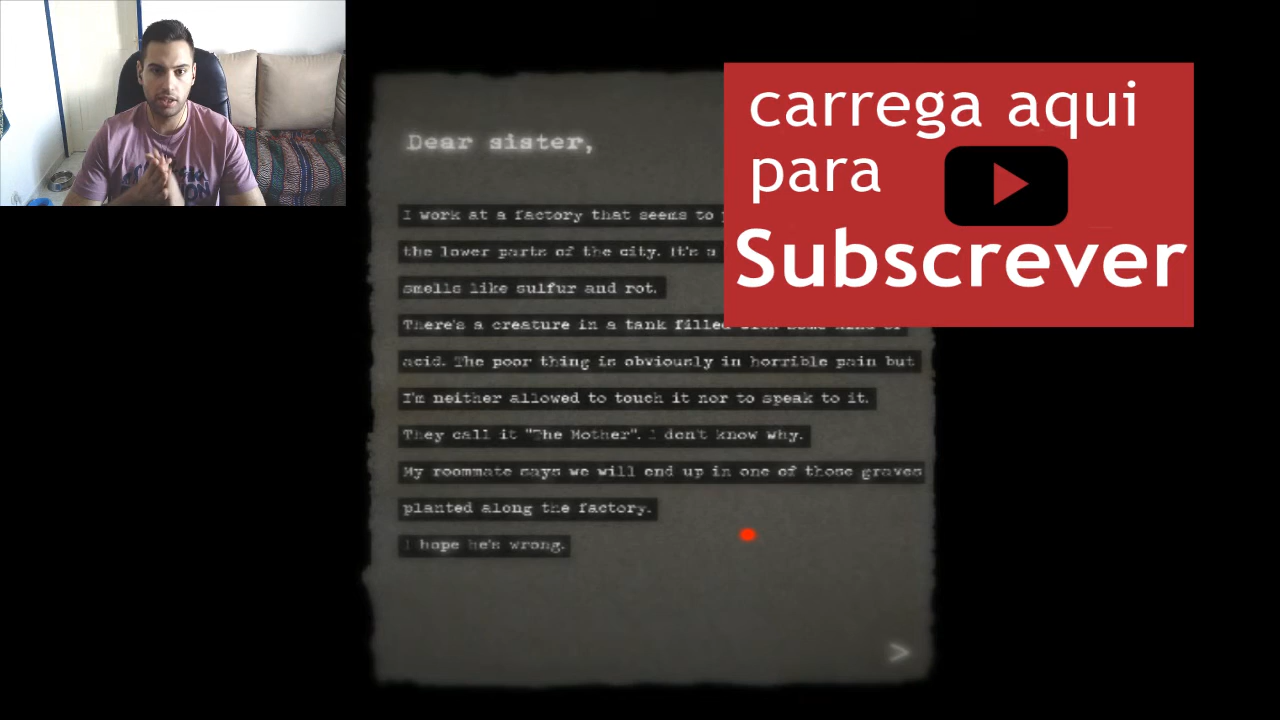 carrega aqui
para
Subscrever
Dear sister,
I work at a factory that seems to
the lower parts of the city. It's a
smells like sulfur and rot.
There's a creature in a tank filled with some kind of
acid. The poor thing is obviously in horrible pain but
I'm neither allowed to touch it nor to speak to it.
They call it "The Mother". I don't know why.
My roommate says we will end up in one of those graves
planted along the factory.
I hope he's wrong.
>